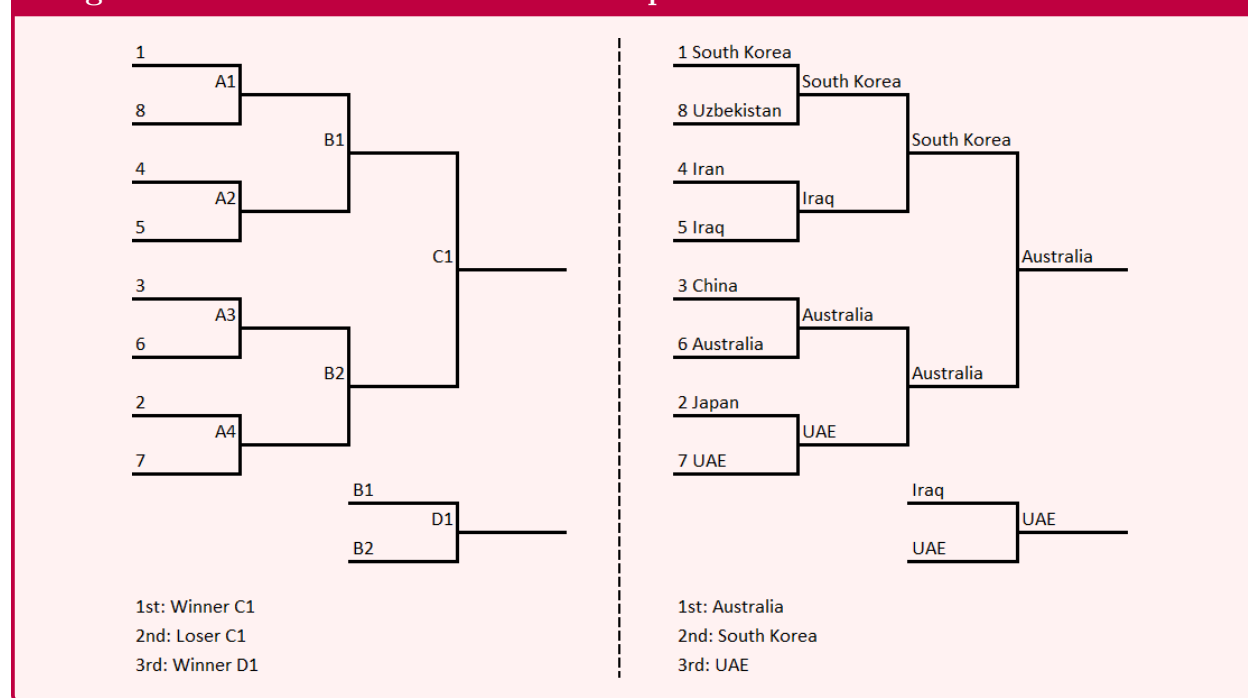 1
A1
8
B1
4
A2
5
C1
3
A3
6
B2
2
A4
7
B1
D1
B2
1st: Winner C1
2nd: Loser C1
3rd: Winner D1
1 South Korea
South Korea
8 Uzbekistan
South Korea
4 Iran
Iraq
5 Iraq
Australia
3 China
Australia
6 Australia
Australia
2 Japan
UAE
7 UAE
Iraq
UAE
UAE
1st: Australia
2nd: South Korea
3rd: UAE